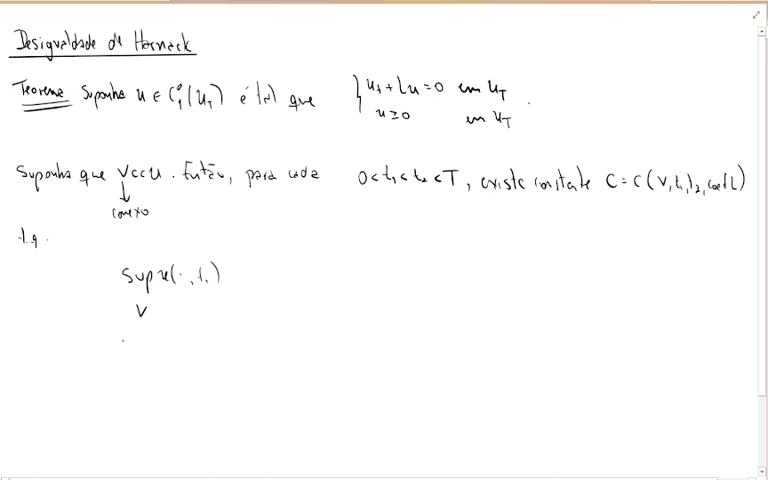 Desigualdade de Harnack
Teorema Suponha u ∈ C²₁(U_T) é tal que { u_t + Lu = 0 em U_T
u ≥ 0 em U_T .
Suponha que V⊂⊂U. Então, para cada 0 < t₁ < t₂ < T, existe constante C = C(V, t₁, t₂, coef L)
↓
conexo
t.q.
sup u(·, t₁)
V